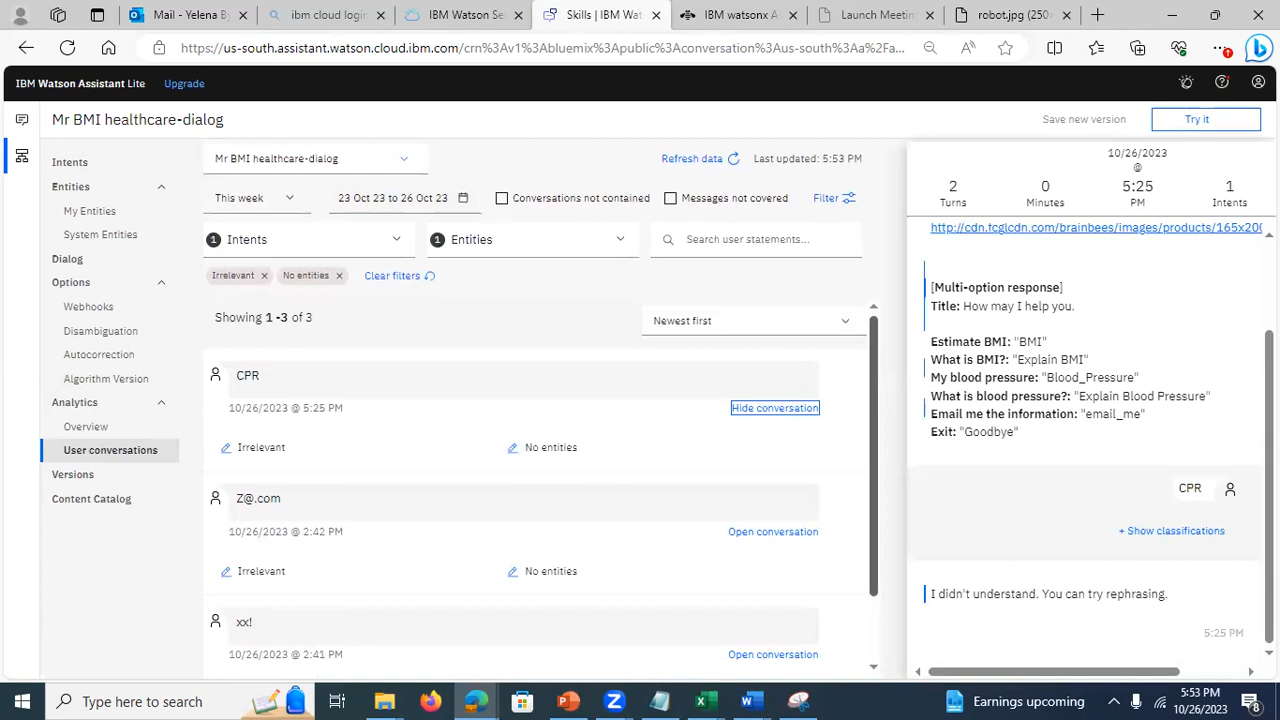 Mail - Yelena B
ibm cloud login
IBM Watson Se
Skills | IBM Wat
IBM watsonx A
Launch Meetin
robot.jpg (250×
https://us-south.assistant.watson.cloud.ibm.com/crn%3Av1%3Abluemix%3Apublic%3Aconversation%3Aus-south%3Aa%2Fa...
IBM Watson Assistant Lite
Upgrade
Mr BMI healthcare-dialog
Save new version
Try it
Intents
Entities
My Entities
System Entities
Dialog
Options
Webhooks
Disambiguation
Autocorrection
Algorithm Version
Analytics
Overview
User conversations
Versions
Content Catalog
Mr BMI healthcare-dialog
Refresh data
Last updated: 5:53 PM
This week
23 Oct 23 to 26 Oct 23
Conversations not contained
Messages not covered
Filter
1 Intents
1 Entities
Search user statements...
Irrelevant
No entities
Clear filters
Showing 1 -3 of 3
Newest first
CPR
10/26/2023 @ 5:25 PM
Hide conversation
Irrelevant
No entities
Z@.com
10/26/2023 @ 2:42 PM
Open conversation
Irrelevant
No entities
xx!
10/26/2023 @ 2:41 PM
Open conversation
10/26/2023
@
2
Turns
0
Minutes
5:25
PM
1
Intents
http://cdn.fcglcdn.com/brainbees/images/products/165x200
[Multi-option response]
Title: How may I help you.
Estimate BMI: "BMI"
What is BMI?: "Explain BMI"
My blood pressure: "Blood_Pressure"
What is blood pressure?: "Explain Blood Pressure"
Email me the information: "email_me"
Exit: "Goodbye"
CPR
+ Show classifications
I didn't understand. You can try rephrasing.
5:25 PM
Type here to search
Earnings upcoming
5:53 PM
10/26/2023
8